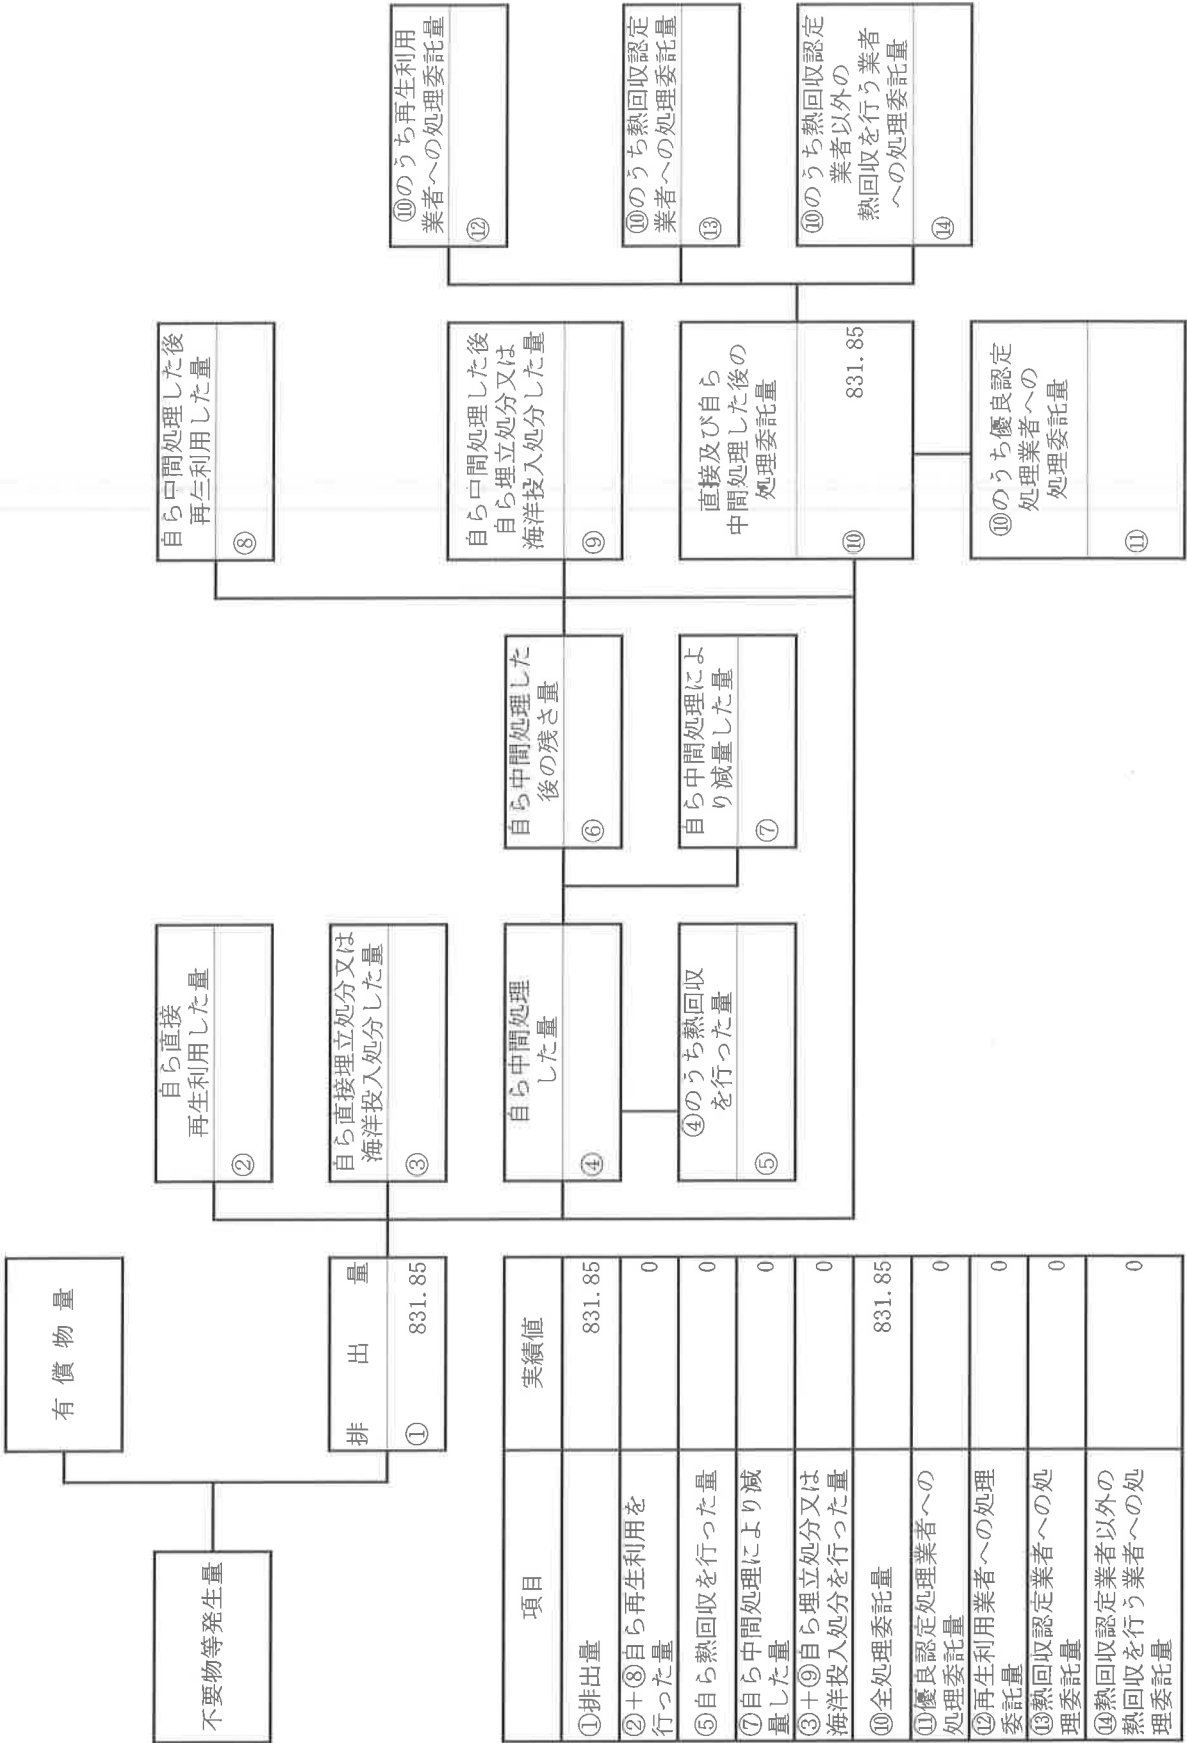 不要物等発生量
有償物量
排出量
① 831.85
自ら直接
再生利用した量
②
自ら直接埋立処分又は
海洋投入処分した量
③
自ら中間処理
した量
④
④のうち熱回収
を行った量
⑤
自ら中間処理した
後の残さ量
⑥
自ら中間処理によ
り減量した量
⑦
自ら中間処理した後
再生利用した量
⑧
自ら中間処理した後
自ら埋立処分又は
海洋投入処分した量
⑨
直接及び自ら
中間処理した後の
処理委託量
831.85
⑩
⑩のうち優良認定
処理業者への
処理委託量
⑪
⑩のうち再生利用
業者への処理委託量
⑫
⑩のうち熱回収認定
業者への処理委託量
⑬
⑩のうち熱回収認定
業者以外の
熱回収を行う業者
への処理委託量
⑭
項目 実績値
①排出量 831.85
②+⑧自ら再生利用を
行った量 0
⑤自ら熱回収を行った量 0
⑦自ら中間処理により減
量した量 0
③+⑨自ら埋立処分又は
海洋投入処分を行った量 0
⑩全処理委託量 831.85
⑪優良認定処理業者への
処理委託量 0
⑫再生利用業者への処理
委託量 0
⑬熱回収認定業者への処
理委託量 0
⑭熱回収認定業者以外の
熱回収を行う業者への処
理委託量 0